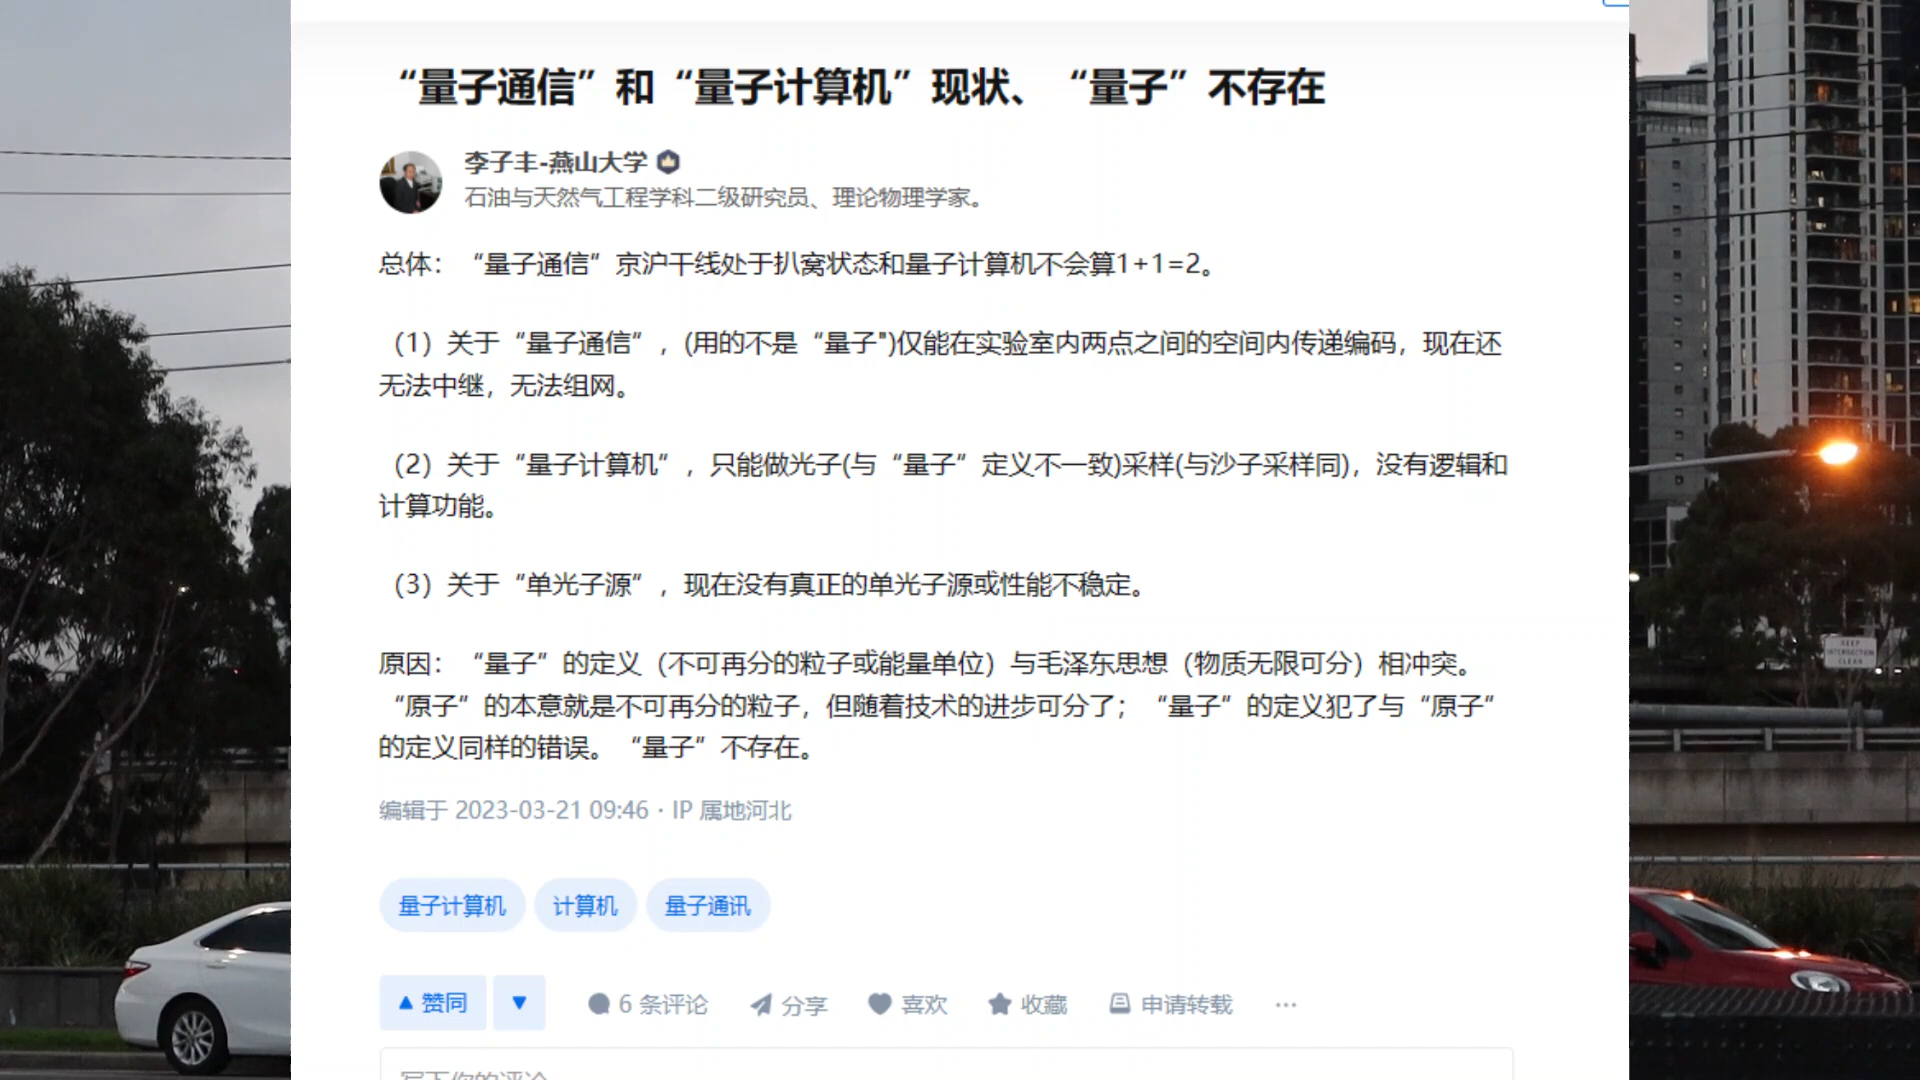 “量子通信”和“量子计算机”现状、“量子”不存在
李子丰-燕山大学
石油与天然气工程学科二级研究员、理论物理学家。
总体：“量子通信”京沪干线处于扒窝状态和量子计算机不会算1+1=2。
（1）关于“量子通信”，(用的不是“量子")仅能在实验室内两点之间的空间内传递编码，现在还
无法中继，无法组网。
（2）关于“量子计算机”，只能做光子(与“量子”定义不一致)采样(与沙子采样同)，没有逻辑和
计算功能。
（3）关于“单光子源”，现在没有真正的单光子源或性能不稳定。
原因：“量子”的定义（不可再分的粒子或能量单位）与毛泽东思想（物质无限可分）相冲突。
“原子”的本意就是不可再分的粒子，但随着技术的进步可分了；“量子”的定义犯了与“原子”
的定义同样的错误。“量子”不存在。
编辑于 2023-03-21 09:46 · IP 属地河北
量子计算机 计算机 量子通讯
赞同 6 条评论 分享 喜欢 收藏 申请转载 ···
写下你的评论
KEEP
INTERSECTION
CLEAR